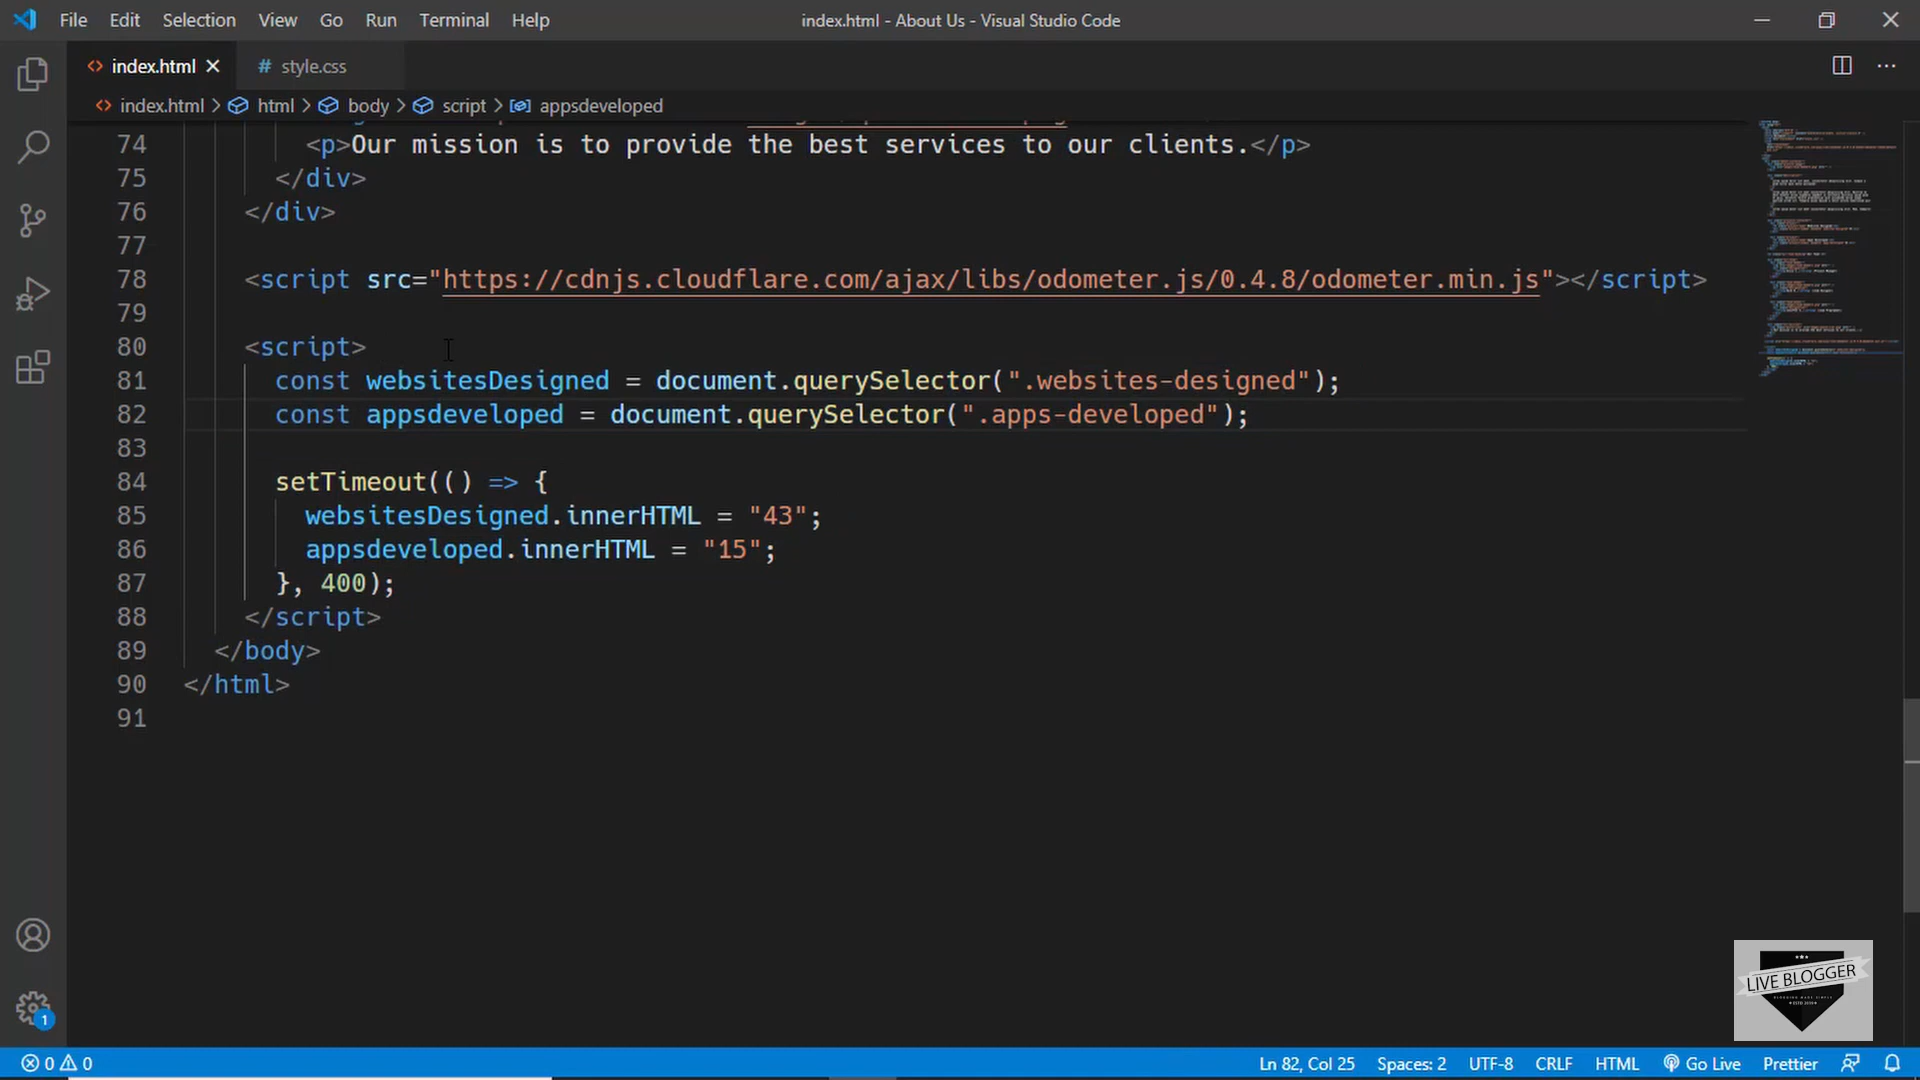 File Edit Selection View Go Run Terminal Help
index.html - About Us - Visual Studio Code
index.html
# style.css
index.html > html > body > script > appsdeveloped
74 <p>Our mission is to provide the best services to our clients.</p>
75 </div>
76 </div>
77
78 <script src="https://cdnjs.cloudflare.com/ajax/libs/odometer.js/0.4.8/odometer.min.js"></script>
79
80 <script>
81 const websitesDesigned = document.querySelector(".websites-designed");
82 const appsdeveloped = document.querySelector(".apps-developed");
83
84 setTimeout(() => {
85 websitesDesigned.innerHTML = "43";
86 appsdeveloped.innerHTML = "15";
87 }, 400);
88 </script>
89 </body>
90 </html>
91
LIVE BLOGGER
1
0 0
Ln 82, Col 25 Spaces: 2 UTF-8 CRLF HTML Go Live Prettier